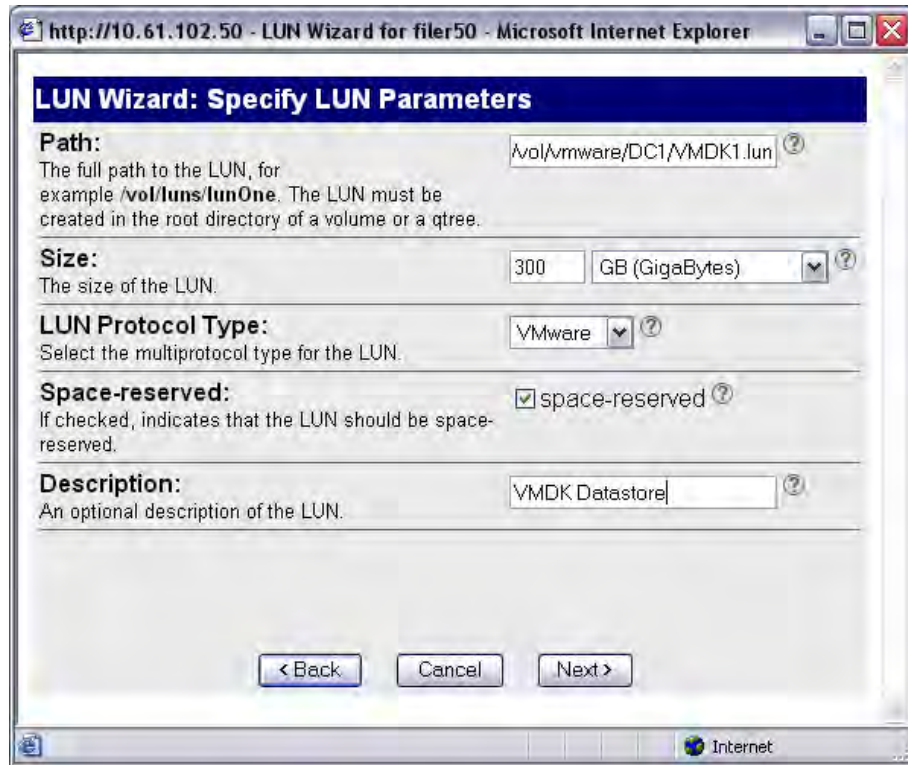 http://10.61.102.50 - LUN Wizard for filer50 - Microsoft Internet Explorer
LUN Wizard: Specify LUN Parameters
Path:
The full path to the LUN, for
example /vol/luns/lunOne. The LUN must be
created in the root directory of a volume or a qtree.
/vol/vmware/DC1/VMDK1.lun
?
Size:
The size of the LUN.
300 GB (GigaBytes) ?
LUN Protocol Type:
Select the multiprotocol type for the LUN.
VMware ?
Space-reserved:
If checked, indicates that the LUN should be space-
reserved.
space-reserved ?
Description:
An optional description of the LUN.
VMDK Datastore ?
< Back Cancel Next >
Internet